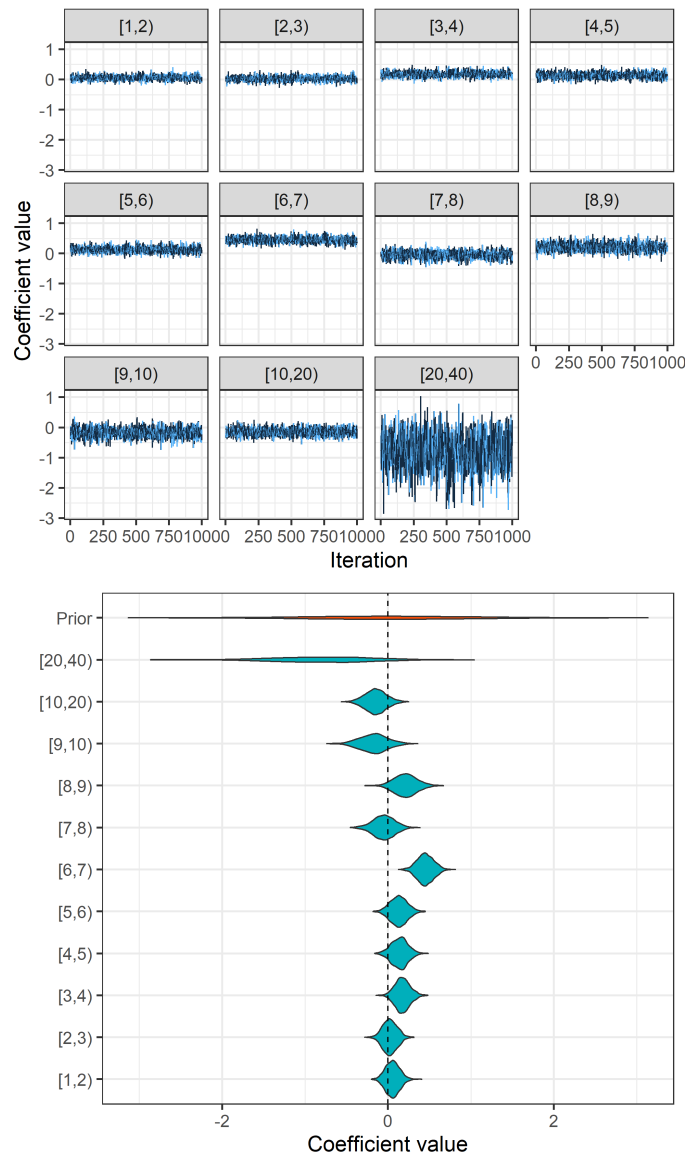 [1,2) [2,3) [3,4) [4,5)
1
0
-1
-2
-3
[5,6) [6,7) [7,8) [8,9)
1
0
-1
-2
-3
0 250 500 7501000
[9,10) [10,20) [20,40)
1
0
-1
-2
-3
0 250 500 7501000 0 250 500 7501000 0 250 500 7501000
Coefficient value
Iteration
Prior
[20,40)
[10,20)
[9,10)
[8,9)
[7,8)
[6,7)
[5,6)
[4,5)
[3,4)
[2,3)
[1,2)
-2 0 2
Coefficient value